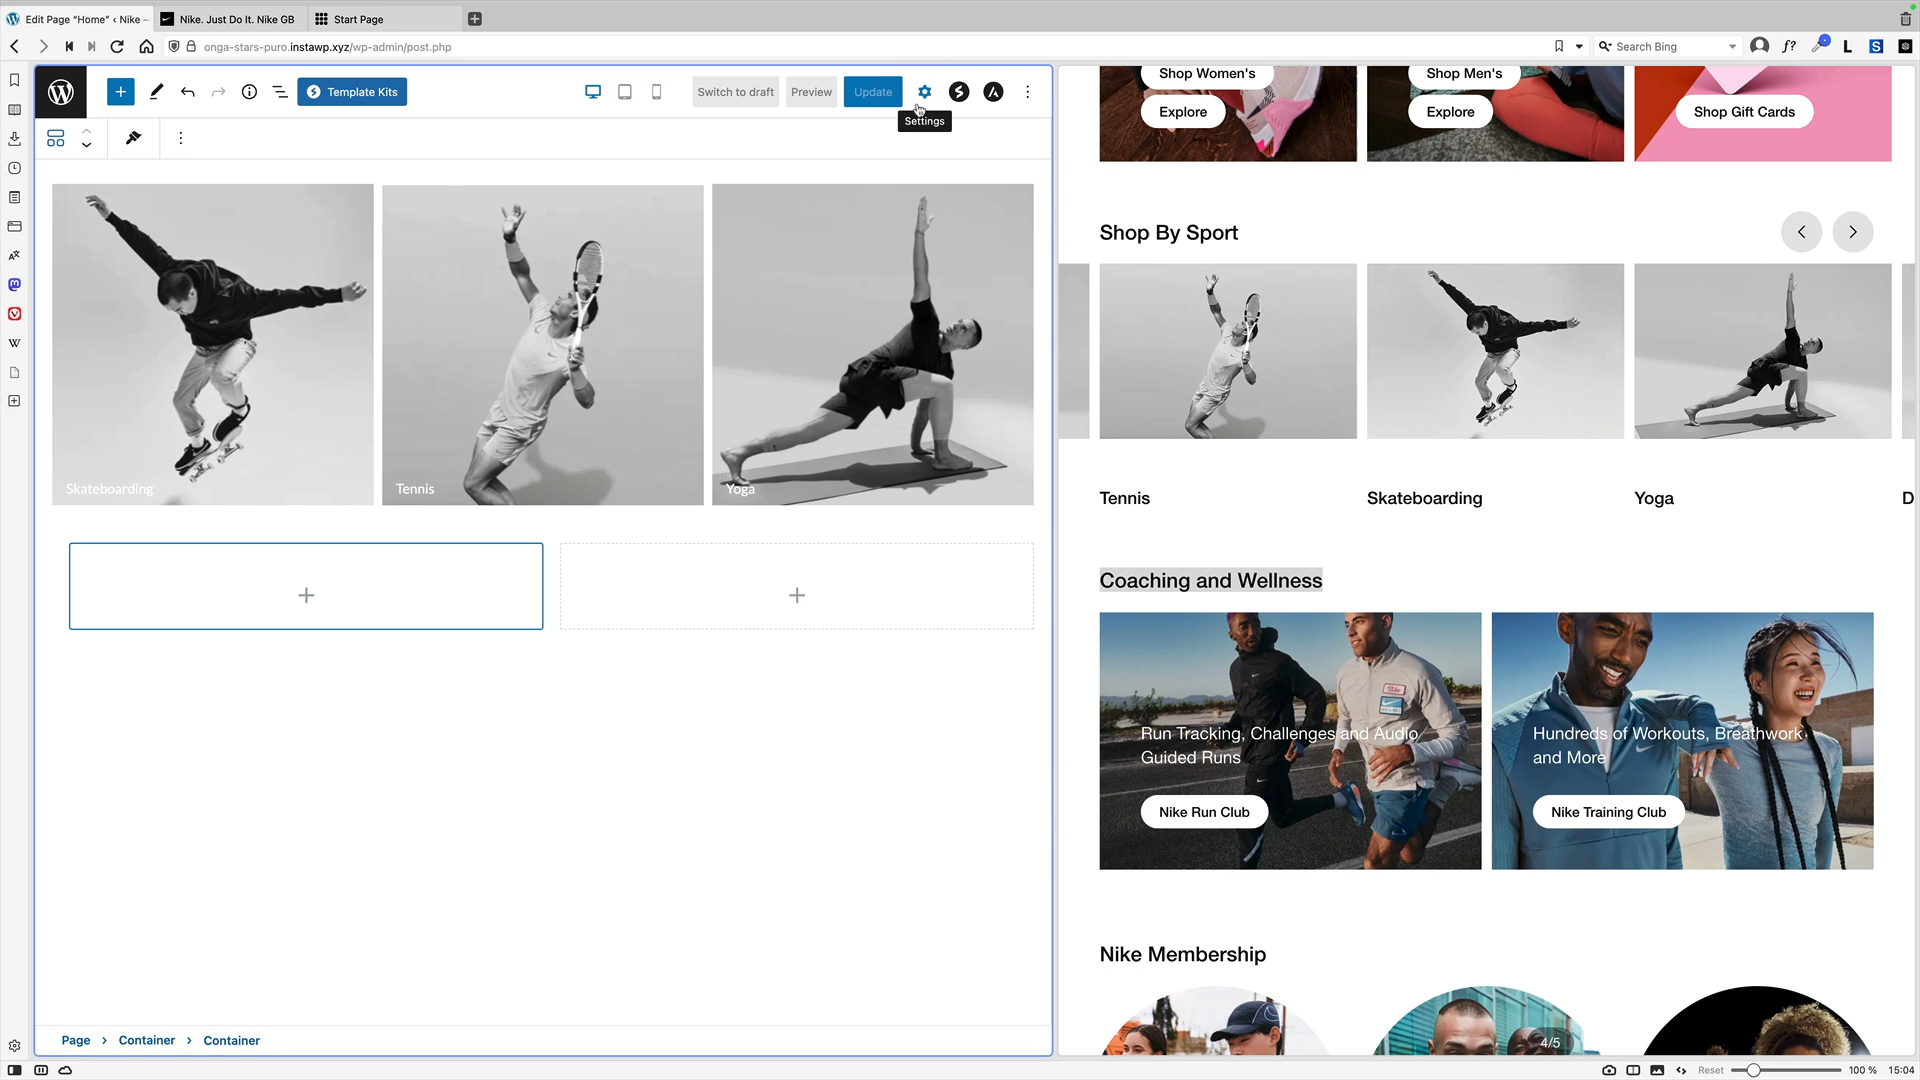 Edit Page “Home” ‹ Nike –
Nike. Just Do It. Nike GB
Start Page
onga-stars-puro.instawp.xyz/wp-admin/post.php
Search Bing
f?
L
S
Template Kits
Switch to draft
Preview
Update
Settings
Skateboarding
Tennis
Yoga
Page
Container
Container
Shop Women's
Explore
Shop Men's
Explore
Shop Gift Cards
Shop By Sport
Tennis
Skateboarding
Yoga
D
Coaching and Wellness
Run Tracking, Challenges and Audio
Guided Runs
Nike Run Club
Hundreds of Workouts, Breathwork
and More
Nike Training Club
Nike Membership
4/5
Reset
100 %
15:04